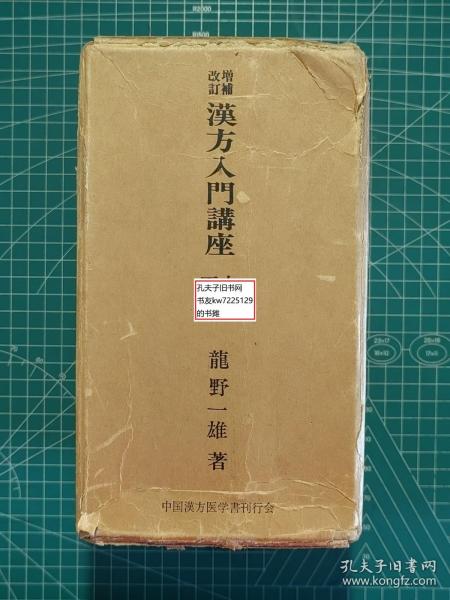 増補
改訂
漢方入門講座
龍野一雄 著
中国漢方医学書刊行会
孔夫子旧书网
书友kw7225129
的书摊
孔夫子旧书网
www.kongfz.com